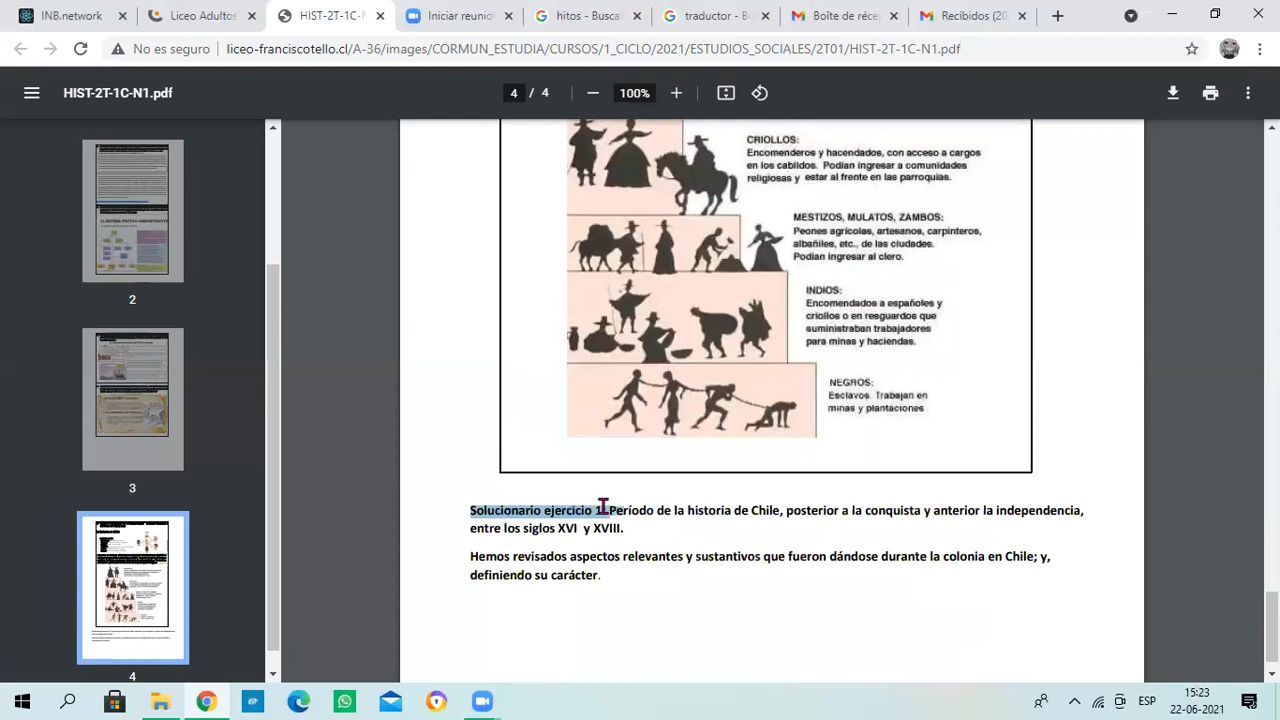 INB.network
Liceo Adultos
HIST-2T-1C-N
Iniciar reunión
hitos - Buscar
traductor - Bu
Boîte de réce
Recibidos (20
No es seguro
liceo-franciscotello.cl/A-36/images/CORMUN_ESTUDIA/CURSOS/1_CICLO/2021/ESTUDIOS_SOCIALES/2T01/HIST-2T-1C-N1.pdf
HIST-2T-1C-N1.pdf
4 / 4
100%
CRIOLLOS:
Encomenderos y hacendados, con acceso a cargos
en los cabildos. Podían ingresar a comunidades
religiosas y estar al frente en las parroquias.
MESTIZOS, MULATOS, ZAMBOS:
Peones agrícolas, artesanos, carpinteros,
albañiles, etc., de las ciudades.
Podían ingresar al clero.
INDIOS:
Encomendados a españoles y
criollos o en resguardos que
suministraban trabajadores
para minas y haciendas.
NEGROS:
Esclavos. Trabajan en
minas y plantaciones
Solucionario ejercicio 1. Período de la historia de Chile, posterior a la conquista y anterior la independencia,
entre los siglos XVI y XVIII.
Hemos revisado aspectos relevantes y sustantivos que fueron dándose durante la colonia en Chile; y,
definiendo su carácter.
2
3
4
ESP
15:23
22-06-2021